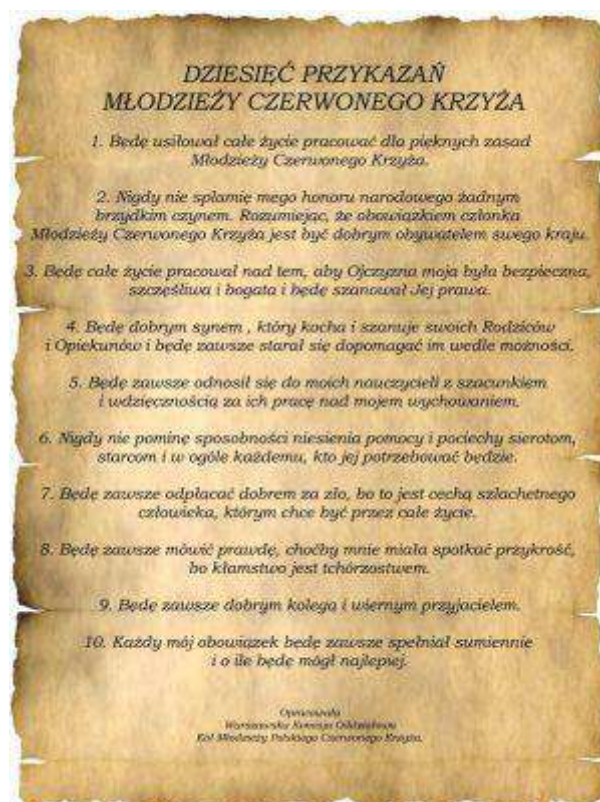 DZIESIĘĆ PRZYKAZAŃ
MŁODZIEŻY CZERWONEGO KRZYŻA
1. Będę usiłował całe życie pracować dla pięknych zasad
Młodzieży Czerwonego Krzyża.
2. Nigdy nie splamię mego honoru narodowego żadnym
brzydkim czynem. Rozumiejąc, że obowiązkiem członka
Młodzieży Czerwonego Krzyża jest być dobrym obywatelem swego kraju.
3. Będę całe życie pracował nad tem, aby Ojczyzna moja była bezpieczna,
szczęśliwa i bogata i będę szanował Jej prawa.
4. Będę dobrym synem , który kocha i szanuje swoich Rodziców
i Opiekunów i będę zawsze starał się dopomagać im wedle możności.
5. Będę zawsze odnosił się do moich nauczycieli z szacunkiem
i wdzięcznością za ich pracę nad mojem wychowaniem.
6. Nigdy nie pominę sposobności niesienia pomocy i pociechy sierotom,
starcom i w ogóle każdemu, kto jej potrzebować będzie.
7. Będę zawsze odpłacać dobrem za zło, bo to jest cechą szlachetnego
człowieka, którym chce być przez całe życie.
8. Będę zawsze mówić prawdę, choćby mnie miała spotkać przykrość,
bo kłamstwo jest tchórzostwem.
9. Będę zawsze dobrym kolega i wiernym przyjacielem.
10. Każdy mój obowiązek będę zawsze spełniał sumiennie
i o ile będę mógł najlepiej.
Opracowała
Warszawska Komisja Oddziałowa
Kół Młodzieży Polskiego Czerwonego Krzyża.